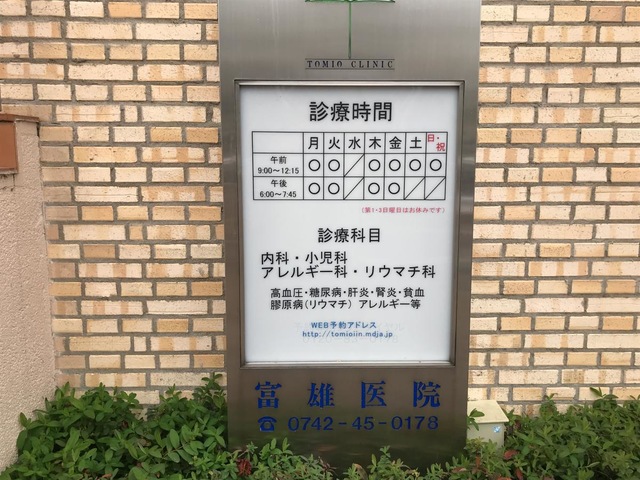 TOMIO CLINIC
診療時間
月 火 水 木 金 土 日・祝
午前 9:00～12:15 ○ ○ ／ ○ ○ ○ ○
午後 6:00～7:45 ○ ○ ／ ○ ○ ／ ／
(第1・3日曜日はお休みです)
診療科目
内科・小児科
アレルギー科・リウマチ科
高血圧・糖尿病・肝炎・腎炎・貧血
膠原病(リウマチ) アレルギー等
WEB予約アドレス
http://tomioiin.mdja.jp
富雄医院
☎ 0742-45-0178